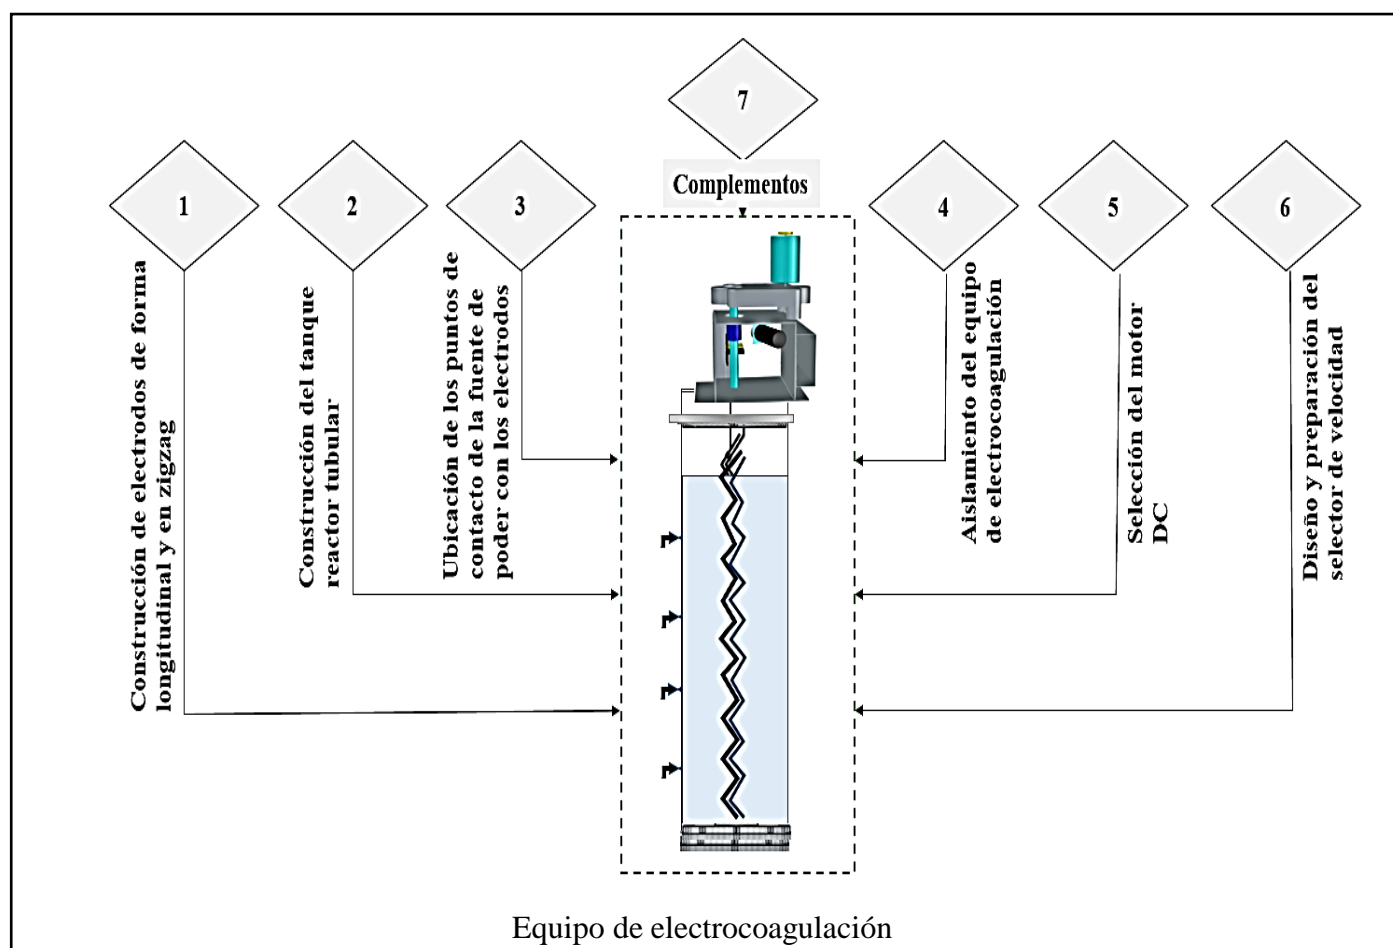 7
Complementos
1
Construcción de electrodos de forma
longitudinal y en zigzag
2
Construcción del tanque
reactor tubular
3
Ubicación de los puntos de
contacto de la fuente de
poder con los electrodos
4
Aislamiento del equipo
de electrocoagulación
5
Selección del motor
DC
6
Diseño y preparación del
selector de velocidad
Equipo de electrocoagulación